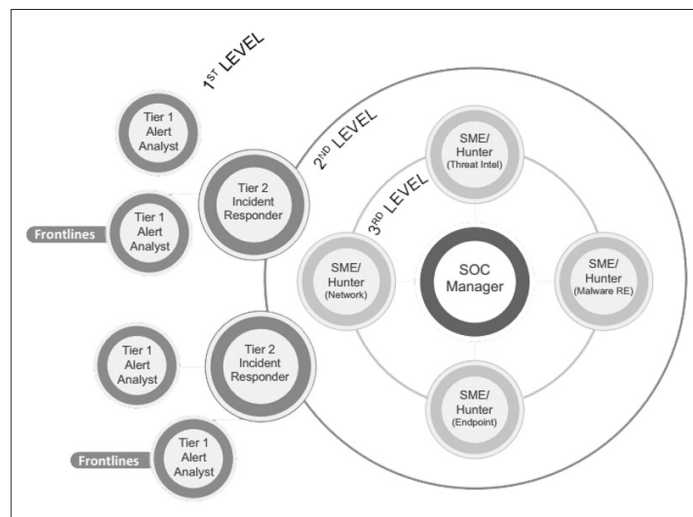 1ST LEVEL
Tier 1
Alert
Analyst
2ND LEVEL
SME/
Hunter
(Threat Intel)
Tier 2
Incident
Responder
3RD LEVEL
Frontlines
Tier 1
Alert
Analyst
SME/
Hunter
(Network)
SOC
Manager
SME/
Hunter
(Malware RE)
Tier 1
Alert
Analyst
Tier 2
Incident
Responder
SME/
Hunter
(Endpoint)
Frontlines
Tier 1
Alert
Analyst